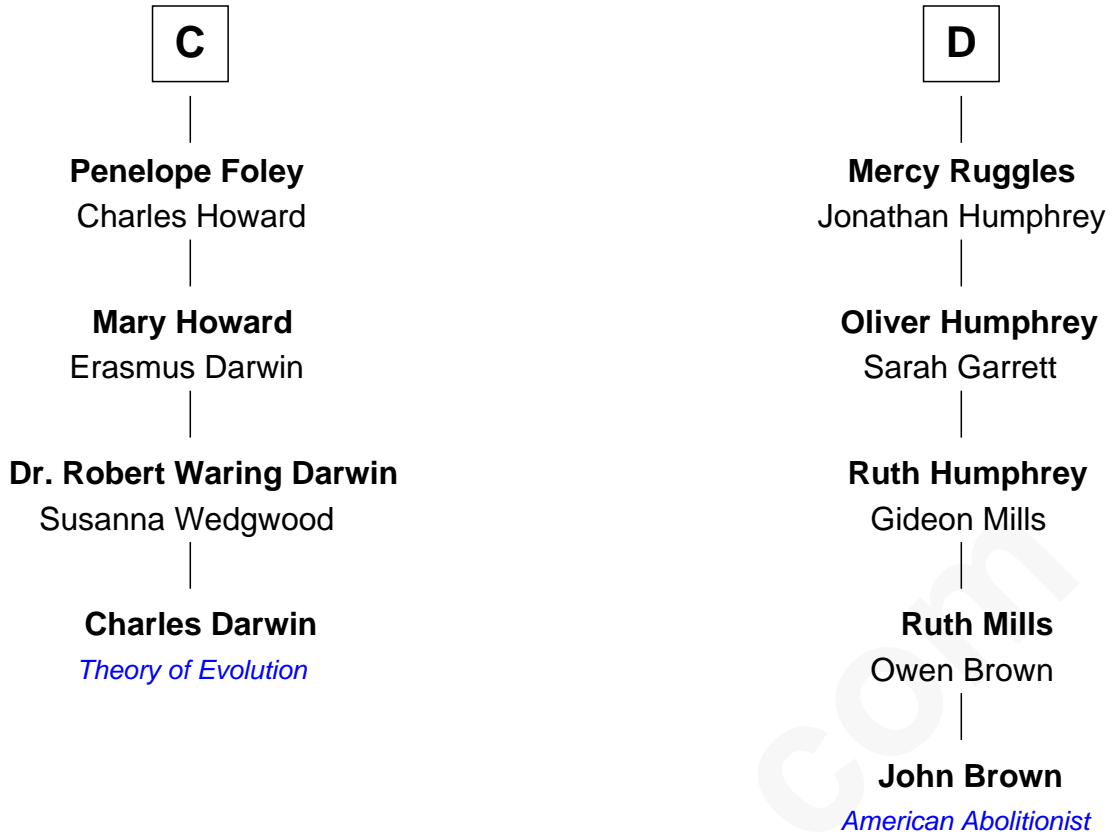 C
Penelope Foley
Charles Howard
Mary Howard
Erasmus Darwin
Dr. Robert Waring Darwin
Susanna Wedgwood
Charles Darwin
Theory of Evolution
D
Mercy Ruggles
Jonathan Humphrey
Oliver Humphrey
Sarah Garrett
Ruth Humphrey
Gideon Mills
Ruth Mills
Owen Brown
John Brown
American Abolitionist
com